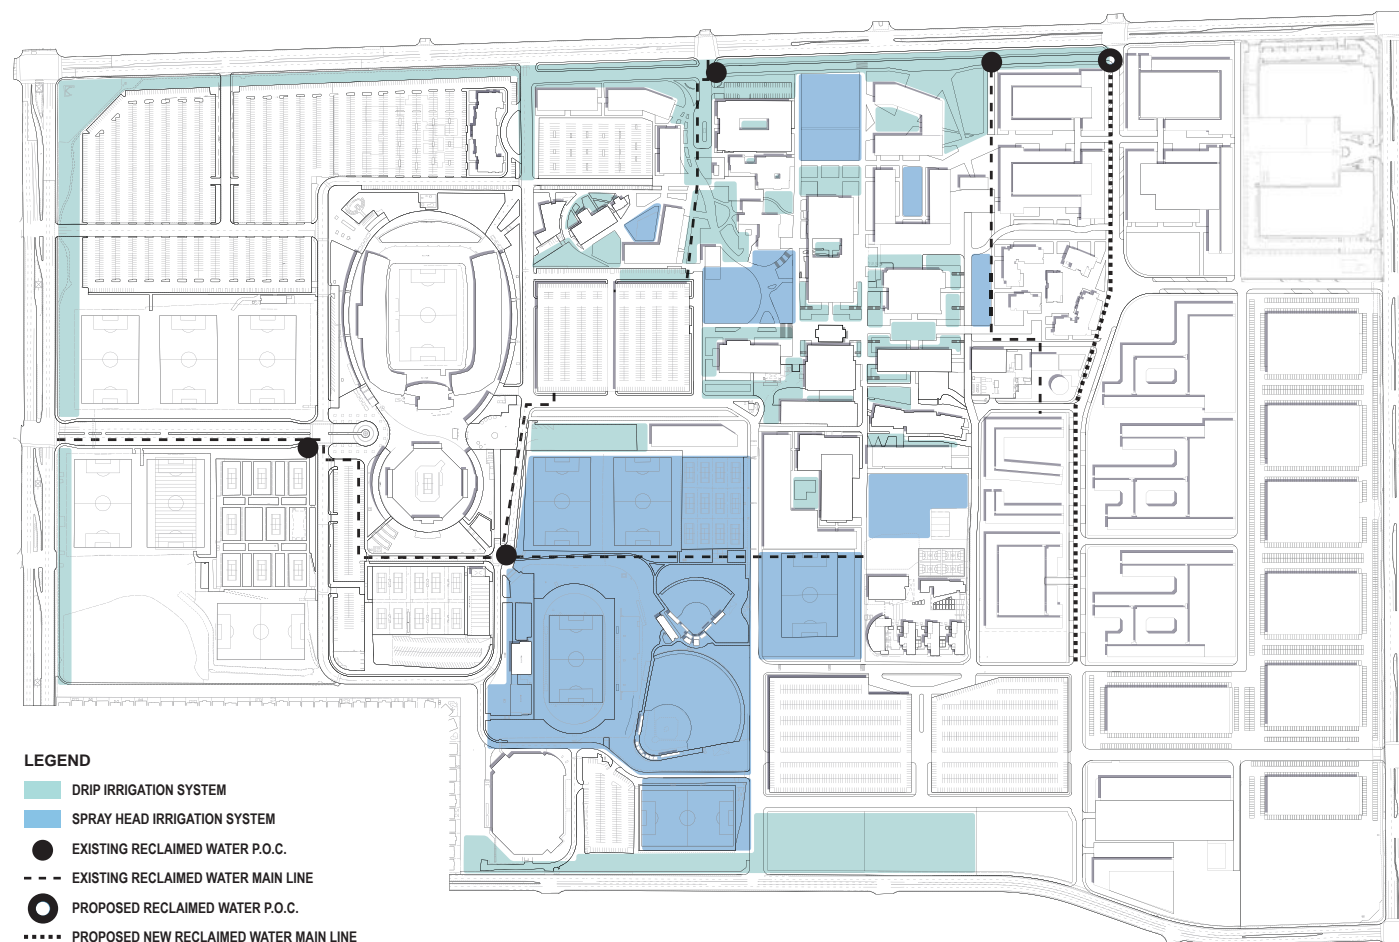 LEGEND
DRIP IRRIGATION SYSTEM
SPRAY HEAD IRRIGATION SYSTEM
EXISTING RECLAIMED WATER P.O.C.
EXISTING RECLAIMED WATER MAIN LINE
PROPOSED RECLAIMED WATER P.O.C.
PROPOSED NEW RECLAIMED WATER MAIN LINE